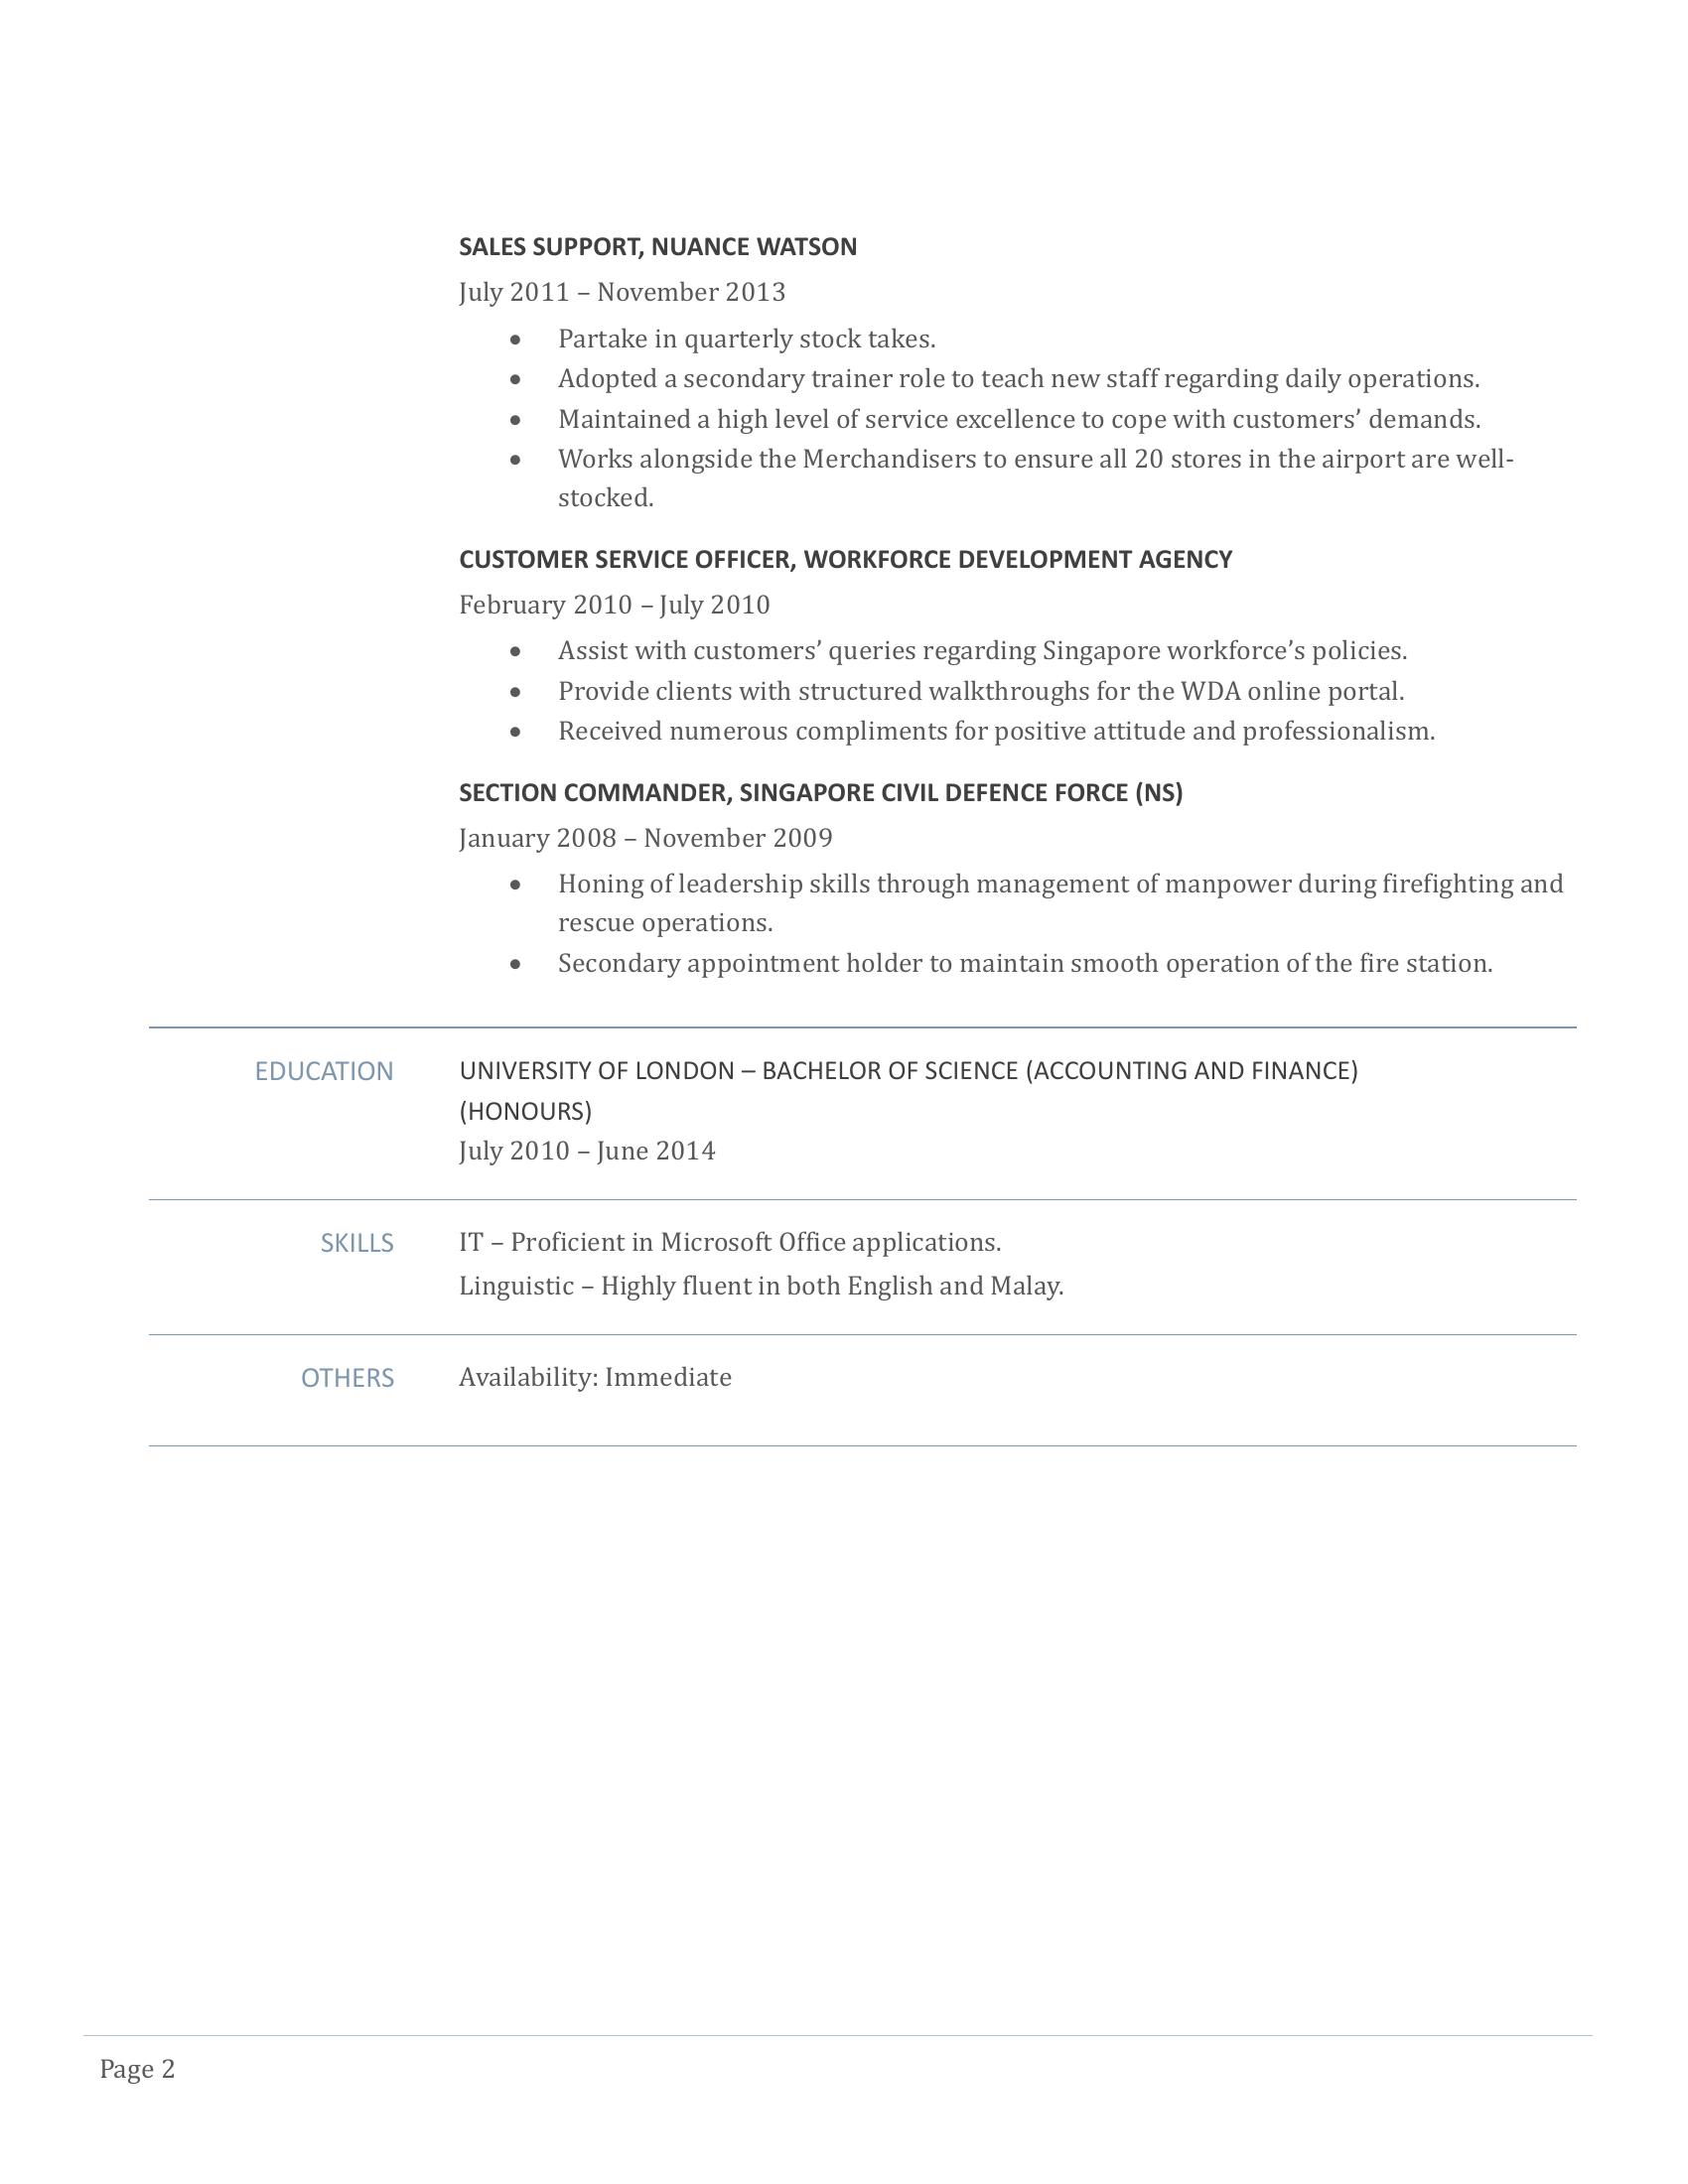 SALES SUPPORT, NUANCE WATSON
July 2011 – November 2013
• Partake in quarterly stock takes.
• Adopted a secondary trainer role to teach new staff regarding daily operations.
• Maintained a high level of service excellence to cope with customers’ demands.
• Works alongside the Merchandisers to ensure all 20 stores in the airport are well-
stocked.
CUSTOMER SERVICE OFFICER, WORKFORCE DEVELOPMENT AGENCY
February 2010 – July 2010
• Assist with customers’ queries regarding Singapore workforce’s policies.
• Provide clients with structured walkthroughs for the WDA online portal.
• Received numerous compliments for positive attitude and professionalism.
SECTION COMMANDER, SINGAPORE CIVIL DEFENCE FORCE (NS)
January 2008 – November 2009
• Honing of leadership skills through management of manpower during firefighting and
rescue operations.
• Secondary appointment holder to maintain smooth operation of the fire station.
EDUCATION UNIVERSITY OF LONDON – BACHELOR OF SCIENCE (ACCOUNTING AND FINANCE)
(HONOURS)
July 2010 – June 2014
SKILLS IT – Proficient in Microsoft Office applications.
Linguistic – Highly fluent in both English and Malay.
OTHERS Availability: Immediate
Page 2